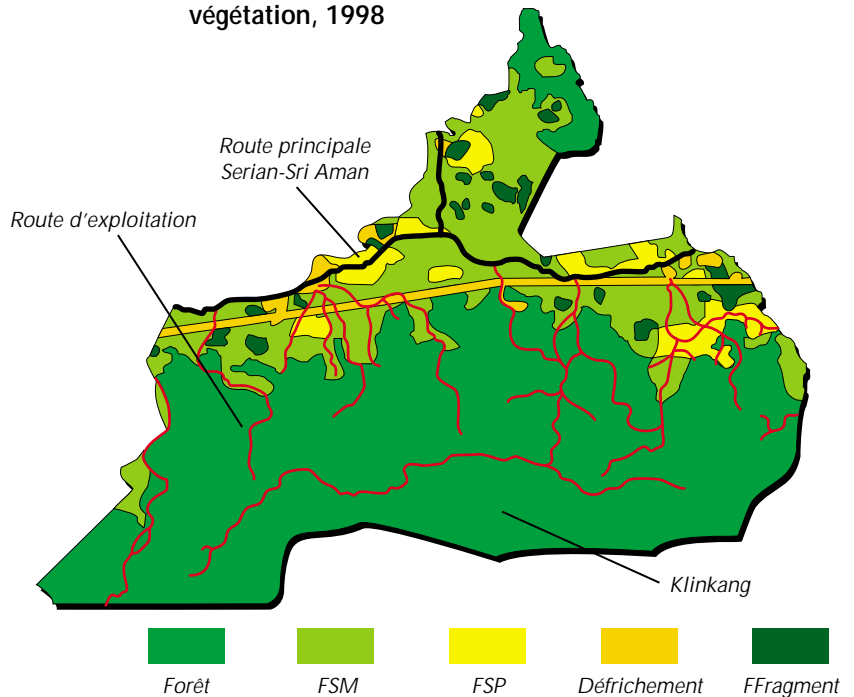 végétation, 1998
Route principale
Serian-Sri Aman
Route d'exploitation
Klinkang
Forêt
FSM
FSP
Défrichement
FFragment